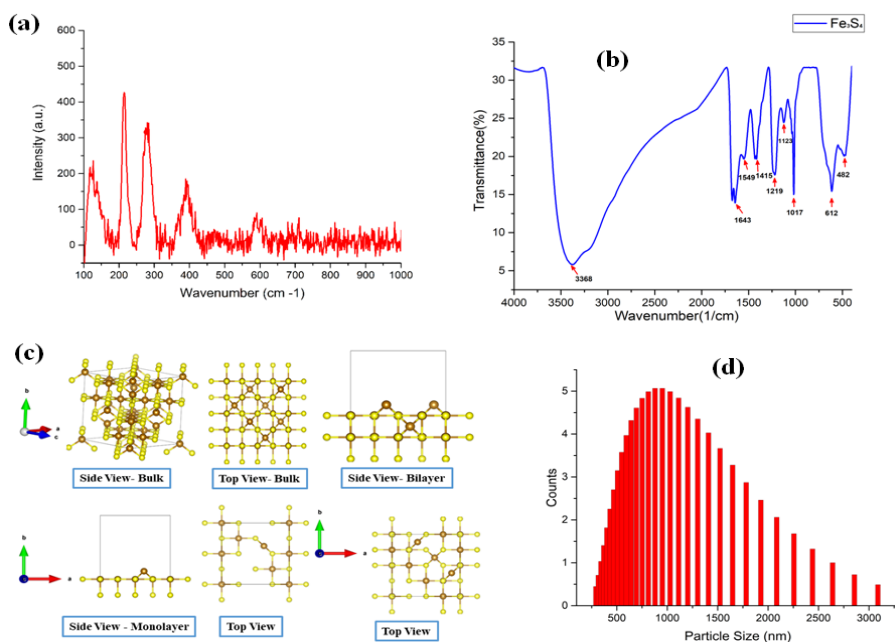 (a)
600
500
400
300
200
100
0
Intensity (a.u.)
100 200 300 400 500 600 700 800 900 1000
Wavenumber (cm -1)
Fe₃S₄
(b)
35
30
25
20
15
10
5
Transmittance(%)
3368
1643
1549
1415
1219
1123
1017
612
482
4000 3500 3000 2500 2000 1500 1000 500
Wavenumber(1/cm)
(c)
b
a
c
Side View- Bulk
Top View- Bulk
Side View- Bilayer
b
a
b
a
Side View - Monolayer
Top View
Top View
(d)
5
4
3
2
1
0
Counts
500 1000 1500 2000 2500 3000
Particle Size (nm)